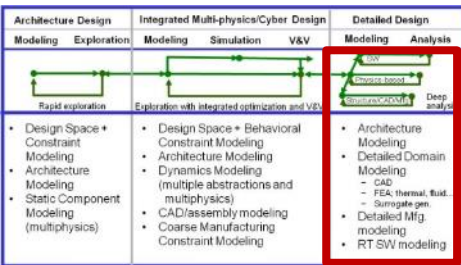 Architecture Design
Integrated Multi-physics/Cyber Design
Detailed Design
Modeling Exploration
Modeling Simulation V&V
Modeling Analysis
SW
Physics-based
Structure/CAD/Mfg
Deep
analysis
Rapid exploration
Exploration with integrated optimization and V&V
• Design Space +
Constraint
Modeling
• Architecture
Modeling
• Static Component
Modeling
(multiphysics)
• Design Space + Behavioral
Constraint Modeling
• Architecture Modeling
• Dynamics Modeling
(multiple abstractions and
multiphysics)
• CAD/assembly modeling
• Coarse Manufacturing
Constraint Modeling
• Architecture
Modeling
• Detailed Domain
Modeling
– CAD
– FEA; thermal, fluid...
– Surrogate gen.
• Detailed Mfg.
modeling
• RT SW modeling